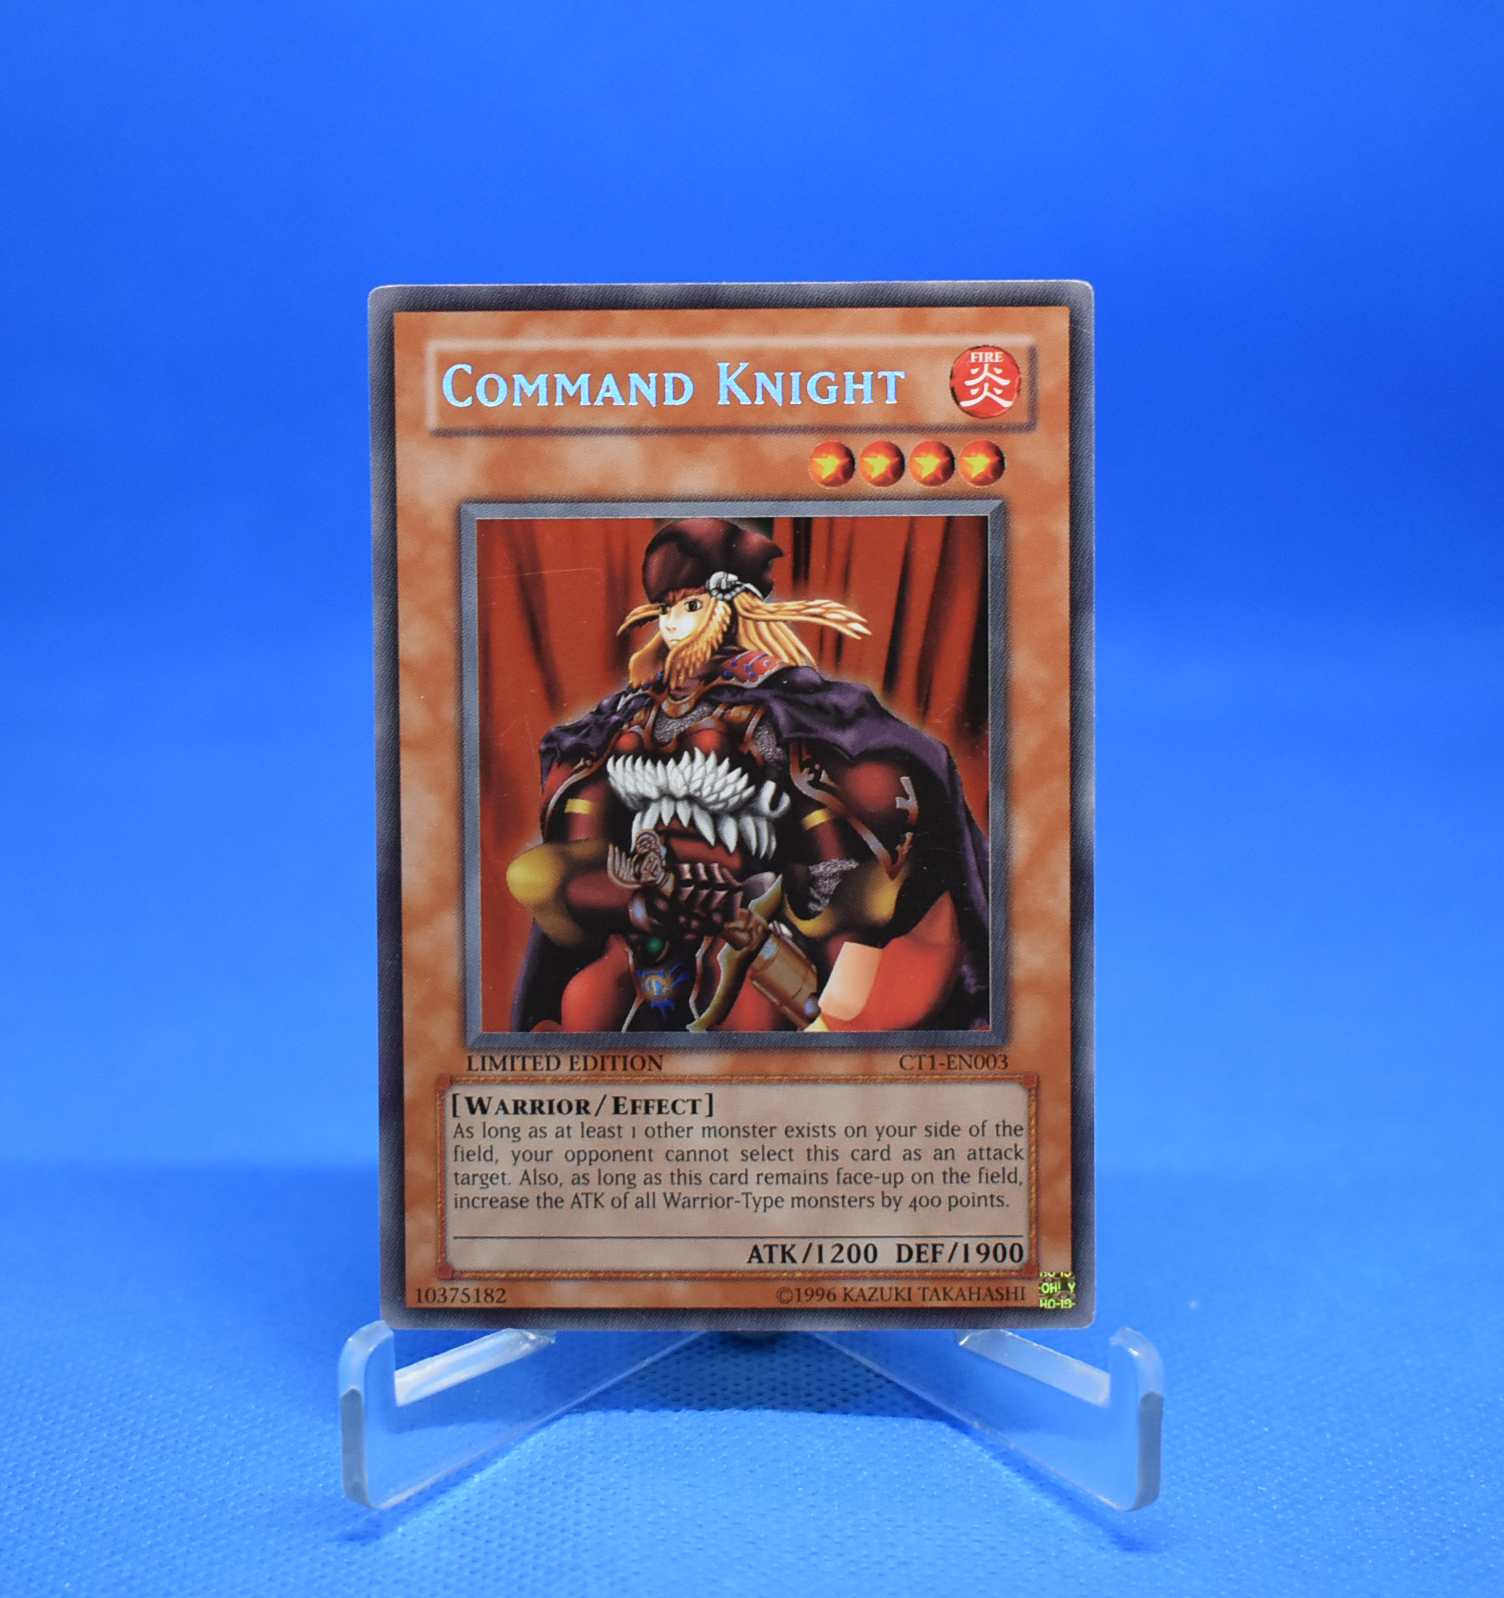 COMMAND KNIGHT
FIRE
炎
LIMITED EDITION
CT1-EN003
[WARRIOR/EFFECT]
As long as at least 1 other monster exists on your side of the
field, your opponent cannot select this card as an attack
target. Also, as long as this card remains face-up on the field,
increase the ATK of all Warrior-Type monsters by 400 points.
ATK/1200 DEF/1900
10375182
©1996 KAZUKI TAKAHASHI
OH! Y